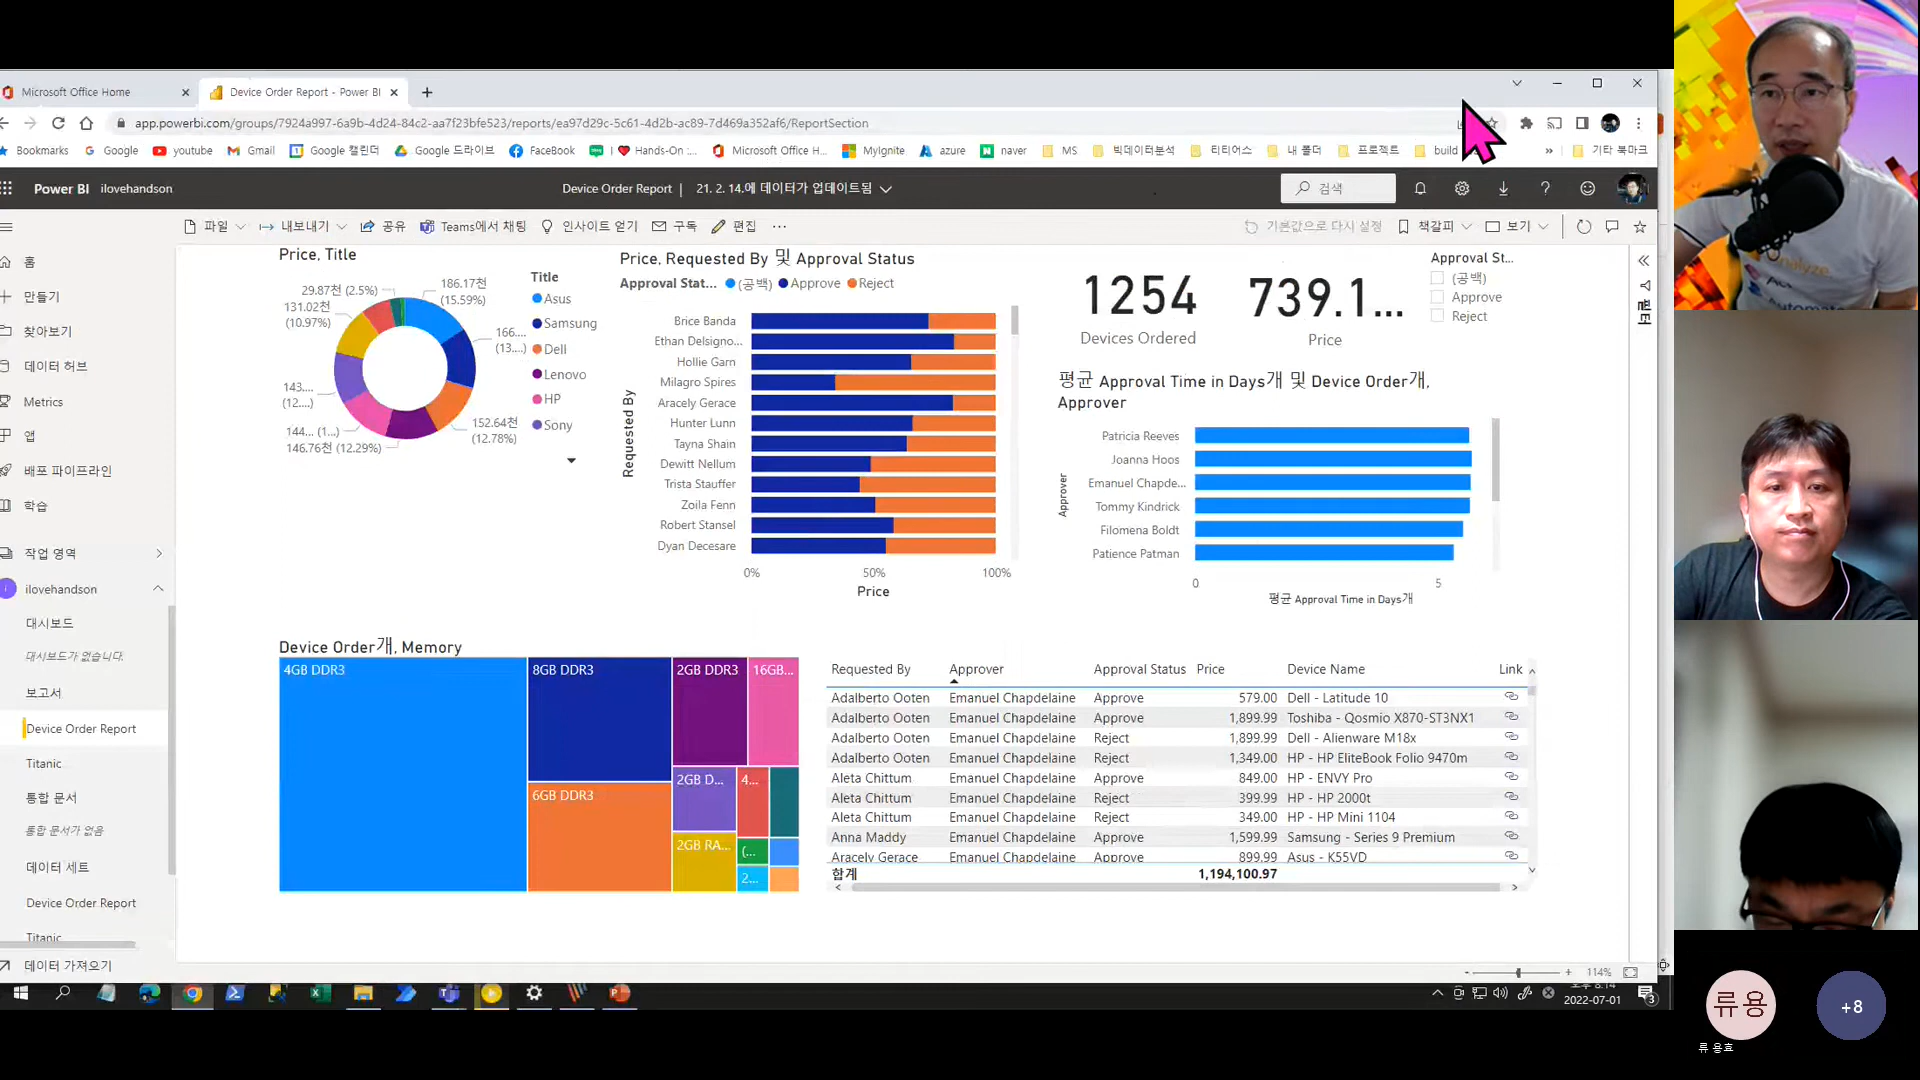 Microsoft Office Home
Device Order Report - Power BI
app.powerbi.com/groups/7924a997-6a9b-4d24-84c2-aa7f23bfe523/reports/ea97d29c-5c61-4d2b-ac89-7d469a352af6/ReportSection
Bookmarks Google youtube Gmail Google 캘린더 Google 드라이브 FaceBook I ❤ Hands-On :... Microsoft Office H... MyIgnite azure naver MS 빅데이터분석 티티어스 내 폴더 프로젝트 build » 기타 북마크
Power BI ilovehandson
Device Order Report | 21. 2. 14.에 데이터가 업데이트됨
검색
파일 내보내기 공유 Teams에서 채팅 인사이트 얻기 구독 편집 ...
기본값으로 다시 설정 책갈피 보기
홈
만들기
찾아보기
데이터 허브
Metrics
앱
배포 파이프라인
학습
작업 영역
ilovehandson
대시보드
대시보드가 없습니다.
보고서
Device Order Report
Titanic
통합 문서
통합 문서가 없음
데이터 세트
Device Order Report
Titanic
데이터 가져오기
Price, Title
29.87천 (2.5%)
186.17천
(15.59%)
131.02천
(10.97%)
166....
(13....)
143....
(12....)
152.64천
(12.78%)
144... (1...)
146.76천 (12.29%)
Title
Asus
Samsung
Dell
Lenovo
HP
Sony
Price, Requested By 및 Approval Status
Approval Stat... (공백) Approve Reject
Requested By
Brice Banda
Ethan Delsigno...
Hollie Garn
Milagro Spires
Aracely Gerace
Hunter Lunn
Tayna Shain
Dewitt Nellum
Trista Stauffer
Zoila Fenn
Robert Stansel
Dyan Decesare
0% 50% 100%
Price
1254
Devices Ordered
739.1...
Price
Approval St...
(공백)
Approve
Reject
필터
평균 Approval Time in Days개 및 Device Order개,
Approver
Approver
Patricia Reeves
Joanna Hoos
Emanuel Chapde...
Tommy Kindrick
Filomena Boldt
Patience Patman
0 5
평균 Approval Time in Days개
Device Order개, Memory
4GB DDR3
8GB DDR3
2GB DDR3
16GB...
6GB DDR3
2GB D...
4...
2GB RA...
(...
2...
Requested By Approver Approval Status Price Device Name Link
Adalberto Ooten Emanuel Chapdelaine Approve 579.00 Dell - Latitude 10
Adalberto Ooten Emanuel Chapdelaine Approve 1,899.99 Toshiba - Qosmio X870-ST3NX1
Adalberto Ooten Emanuel Chapdelaine Reject 1,899.99 Dell - Alienware M18x
Adalberto Ooten Emanuel Chapdelaine Reject 1,349.00 HP - HP EliteBook Folio 9470m
Aleta Chittum Emanuel Chapdelaine Approve 849.00 HP - ENVY Pro
Aleta Chittum Emanuel Chapdelaine Reject 399.99 HP - HP 2000t
Aleta Chittum Emanuel Chapdelaine Reject 349.00 HP - HP Mini 1104
Anna Maddy Emanuel Chapdelaine Approve 1,599.99 Samsung - Series 9 Premium
Aracely Gerace Emanuel Chapdelaine Approve 899.99 Asus - K55VD
합계 1,194,100.97
114%
2022-07-01
3
류용
+8
류 용효